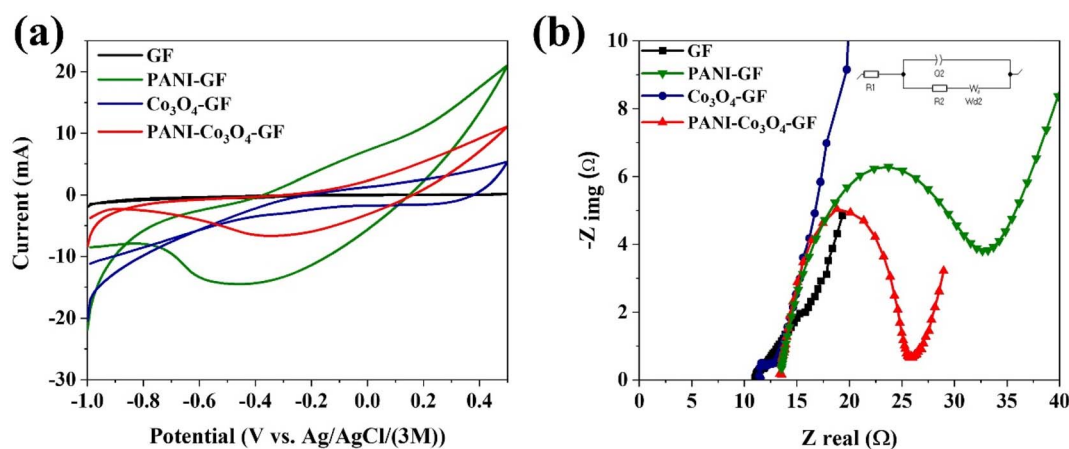 (a)
GF
PANI-GF
Co₃O₄-GF
PANI-Co₃O₄-GF
Current (mA)
20
10
0
-10
-20
-30
-1.0 -0.8 -0.6 -0.4 -0.2 0.0 0.2 0.4
Potential (V vs. Ag/AgCl/(3M))
(b)
GF
PANI-GF
Co₃O₄-GF
PANI-Co₃O₄-GF
R1
Q2
R2
Wd2
-Z img (Ω)
10
8
6
4
2
0
0 5 10 15 20 25 30 35 40
Z real (Ω)